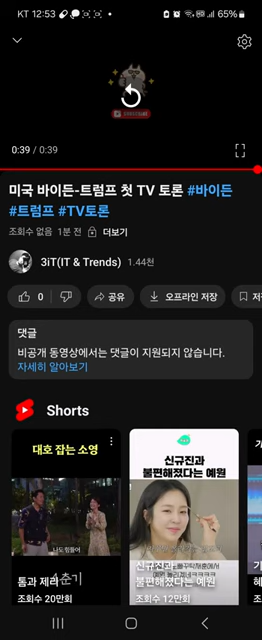 KT 12:53
65%
0:39 / 0:39
미국 바이든-트럼프 첫 TV 토론 #바이든
#트럼프 #TV토론
조회수 없음 1분 전 더보기
3iT(IT & Trends) 1.44천
0
공유
오프라인 저장
댓글
비공개 동영상에서는 댓글이 지원되지 않습니다.
자세히 알아보기
Shorts
대호 잡는 소영
나도 힘들어
톰과 제리
조회수 20만회
신규진과
불편해졌다는 예원
신규진과
불편해졌다는 예원
조회수 12만회